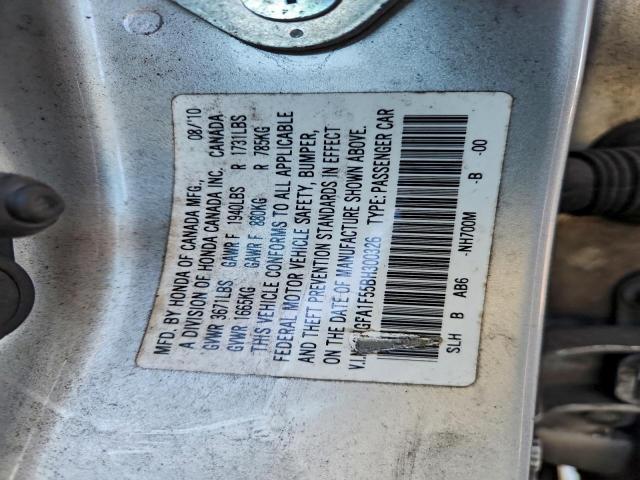 MFD. BY HONDA OF CANADA MFG., 08/10
A DIVISION OF HONDA CANADA INC. CANADA
GVWR 3671LBS GAWR F 1940LBS R 1731LBS
GVWR 1665KG GAWR F 880KG R 785KG
THIS VEHICLE CONFORMS TO ALL APPLICABLE
FEDERAL MOTOR VEHICLE SAFETY, BUMPER,
AND THEFT PREVENTION STANDARDS IN EFFECT
ON THE DATE OF MANUFACTURE SHOWN ABOVE.
GFA1F55BH300326 TYPE:PASSENGER CAR
SLH B AB6 -NH700M -B -00